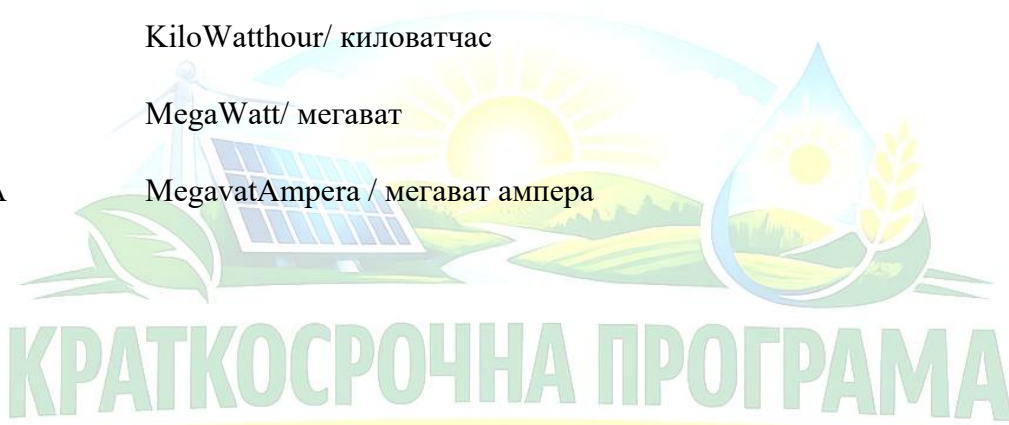 KiloWatthour/ киловатчас
MegaWatt/ мегават
А MegavatAmpera / мегават ампера
КРАТКОСРОЧНА ПРОГРАМА